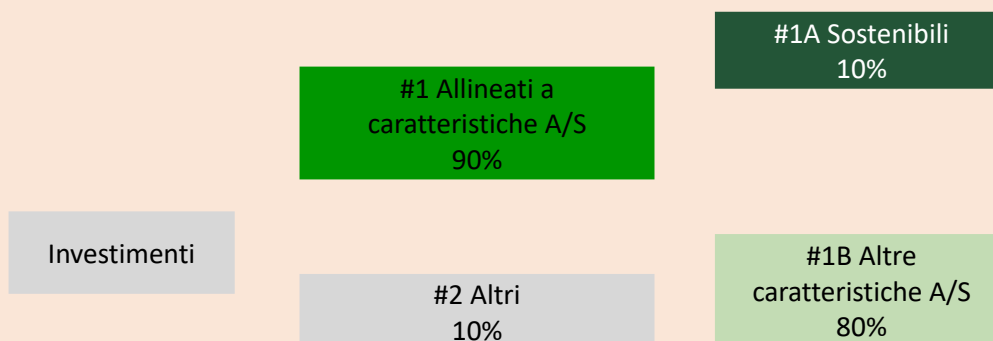 Investimenti
#1 Allineati a
caratteristiche A/S
90%
#2 Altri
10%
#1A Sostenibili
10%
#1B Altre
caratteristiche A/S
80%